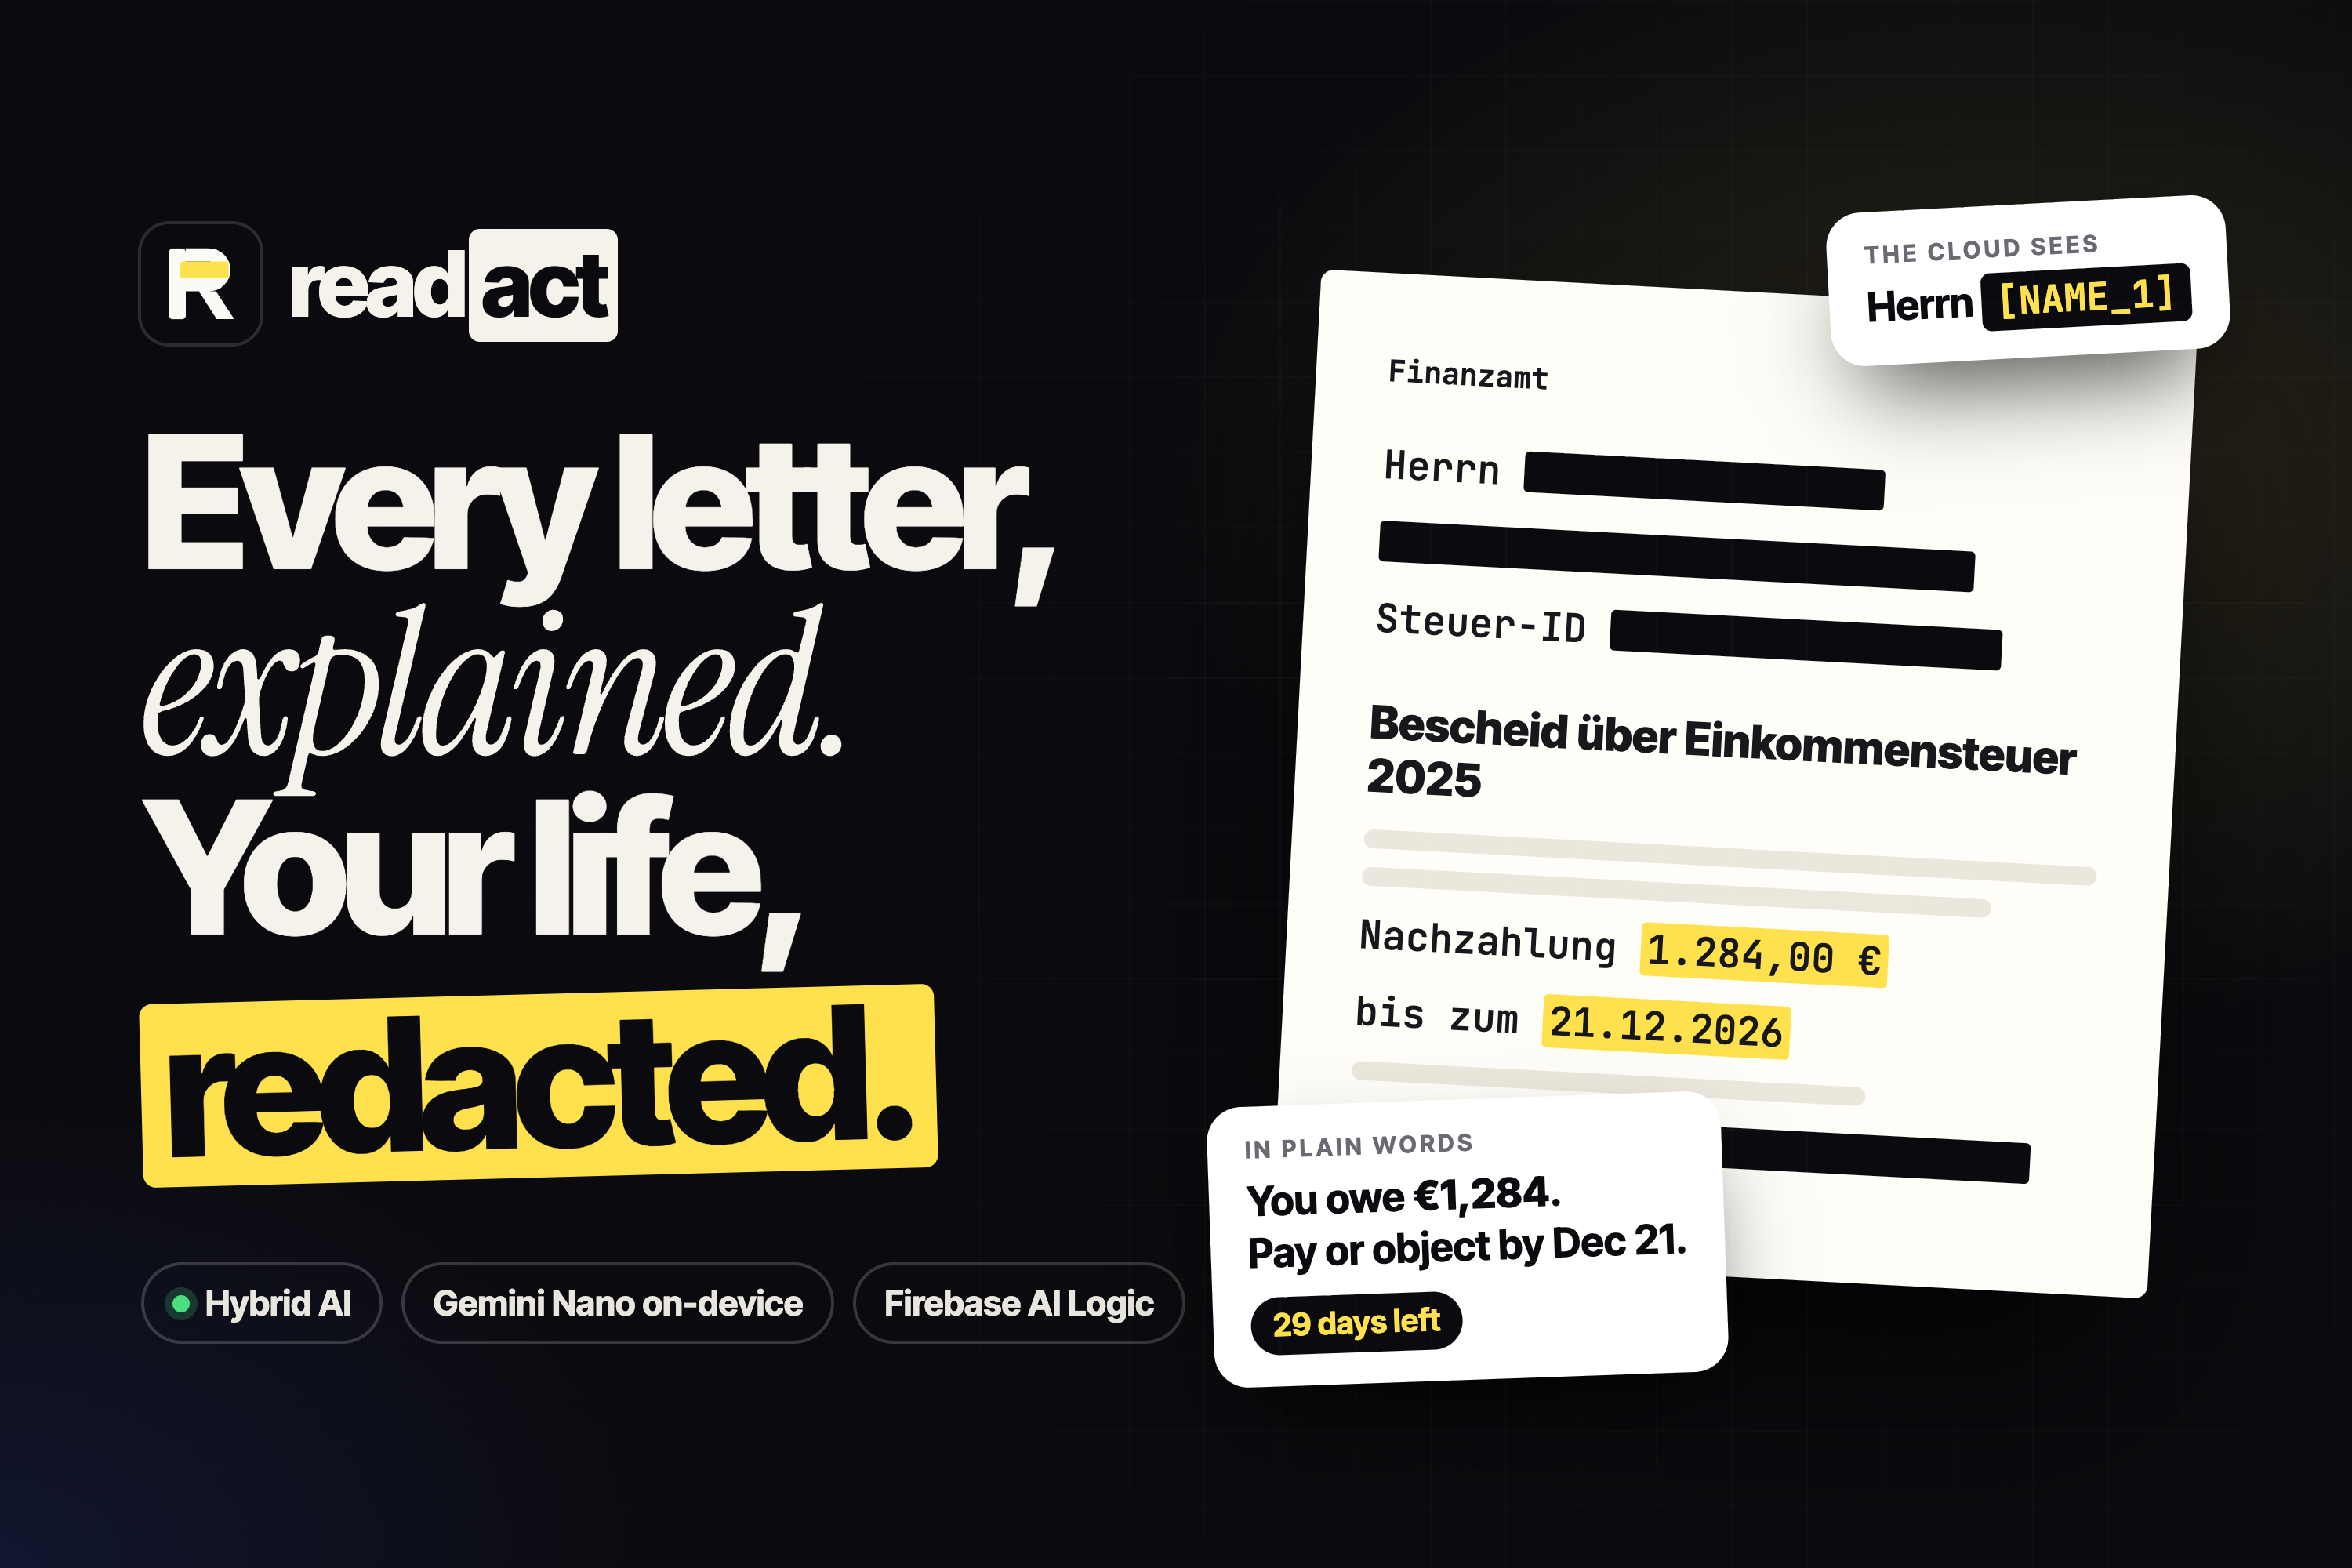 R readact
Every letter,
explained.
Your life,
redacted.
Hybrid AI
Gemini Nano on-device
Firebase AI Logic
THE CLOUD SEES
Herrn [NAME_1]
Finanzamt
Herrn
Steuer-ID
Bescheid über Einkommensteuer
2025
Nachzahlung 1.284,00 €
bis zum 21.12.2026
IN PLAIN WORDS
You owe €1,284.
Pay or object by Dec 21.
29 days left